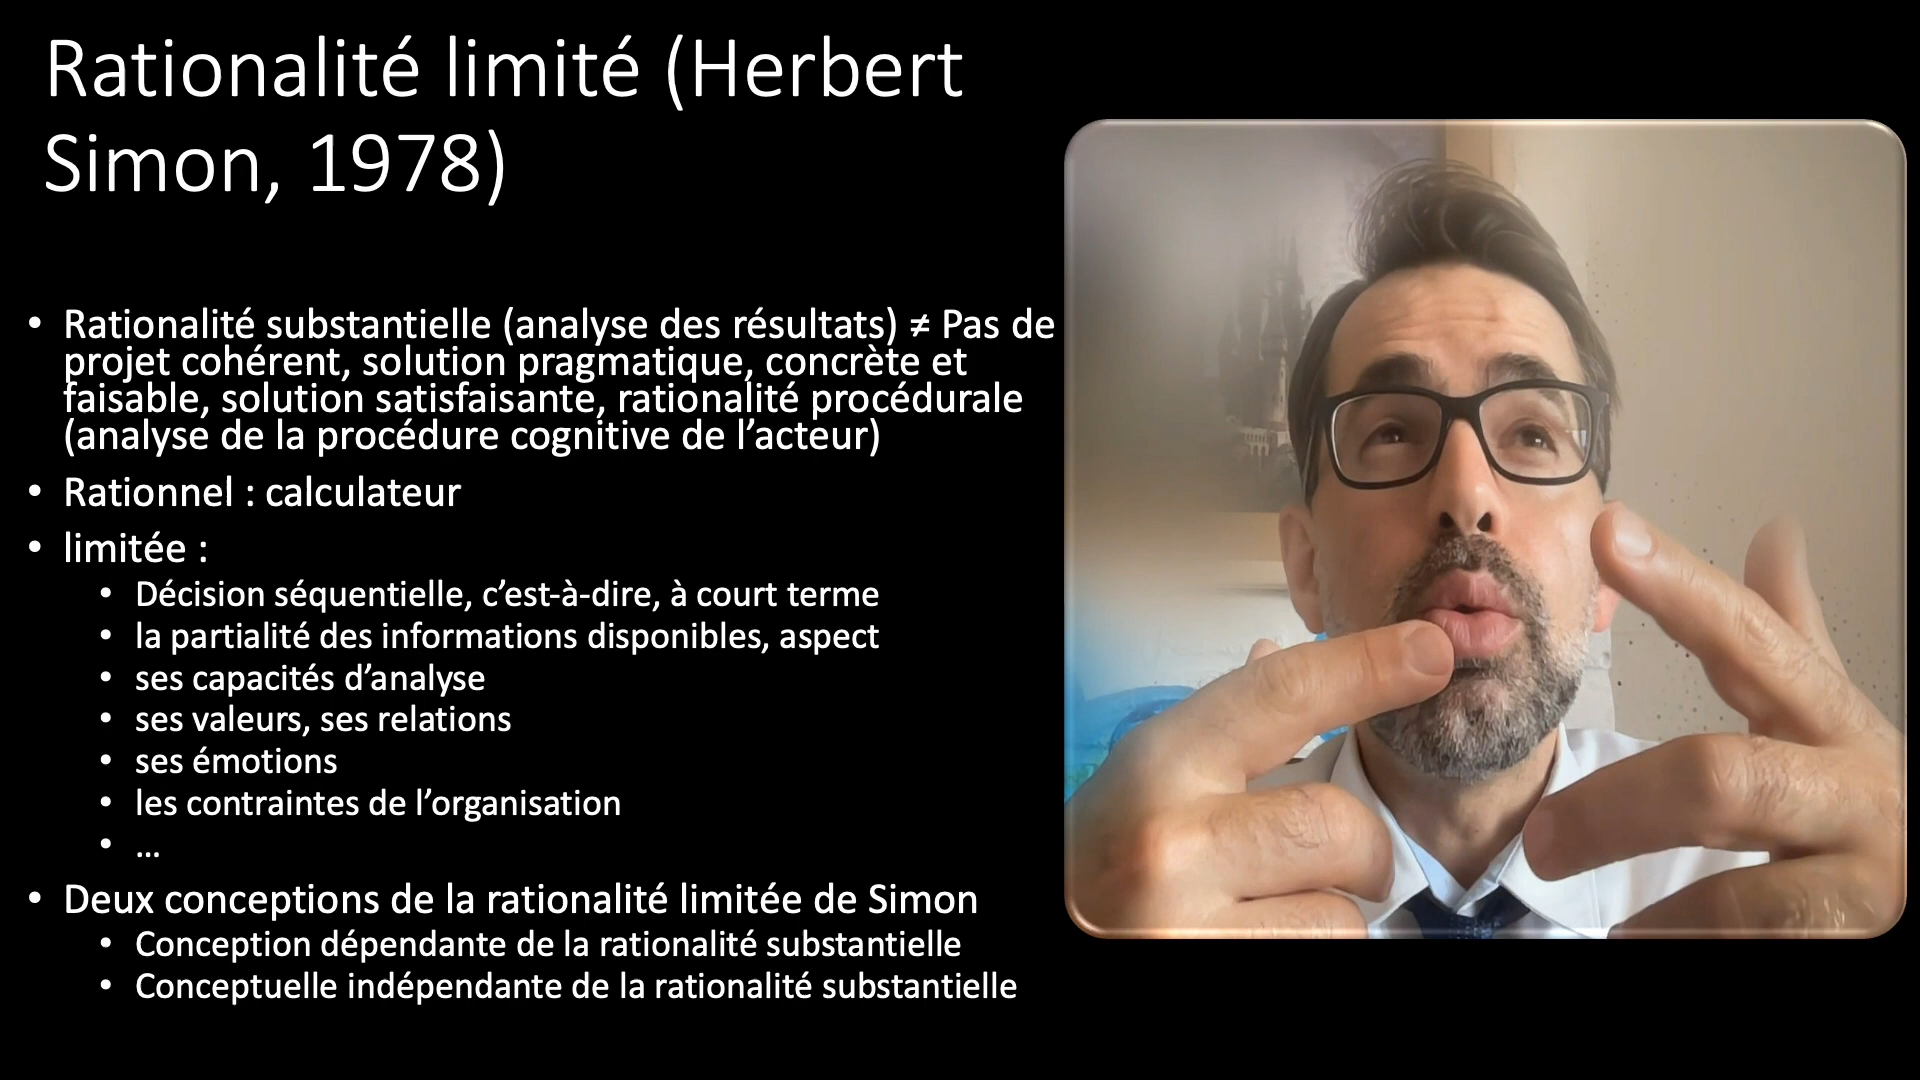 Rationalité limité (Herbert
Simon, 1978)
• Rationalité substantielle (analyse des résultats) ≠ Pas de
projet cohérent, solution pragmatique, concrète et
faisable, solution satisfaisante, rationalité procédurale
(analyse de la procédure cognitive de l’acteur)
• Rationnel : calculateur
• limitée :
• Décision séquentielle, c’est-à-dire, à court terme
• la partialité des informations disponibles, aspect
• ses capacités d’analyse
• ses valeurs, ses relations
• ses émotions
• les contraintes de l’organisation
• …
• Deux conceptions de la rationalité limitée de Simon
• Conception dépendante de la rationalité substantielle
• Conceptuelle indépendante de la rationalité substantielle